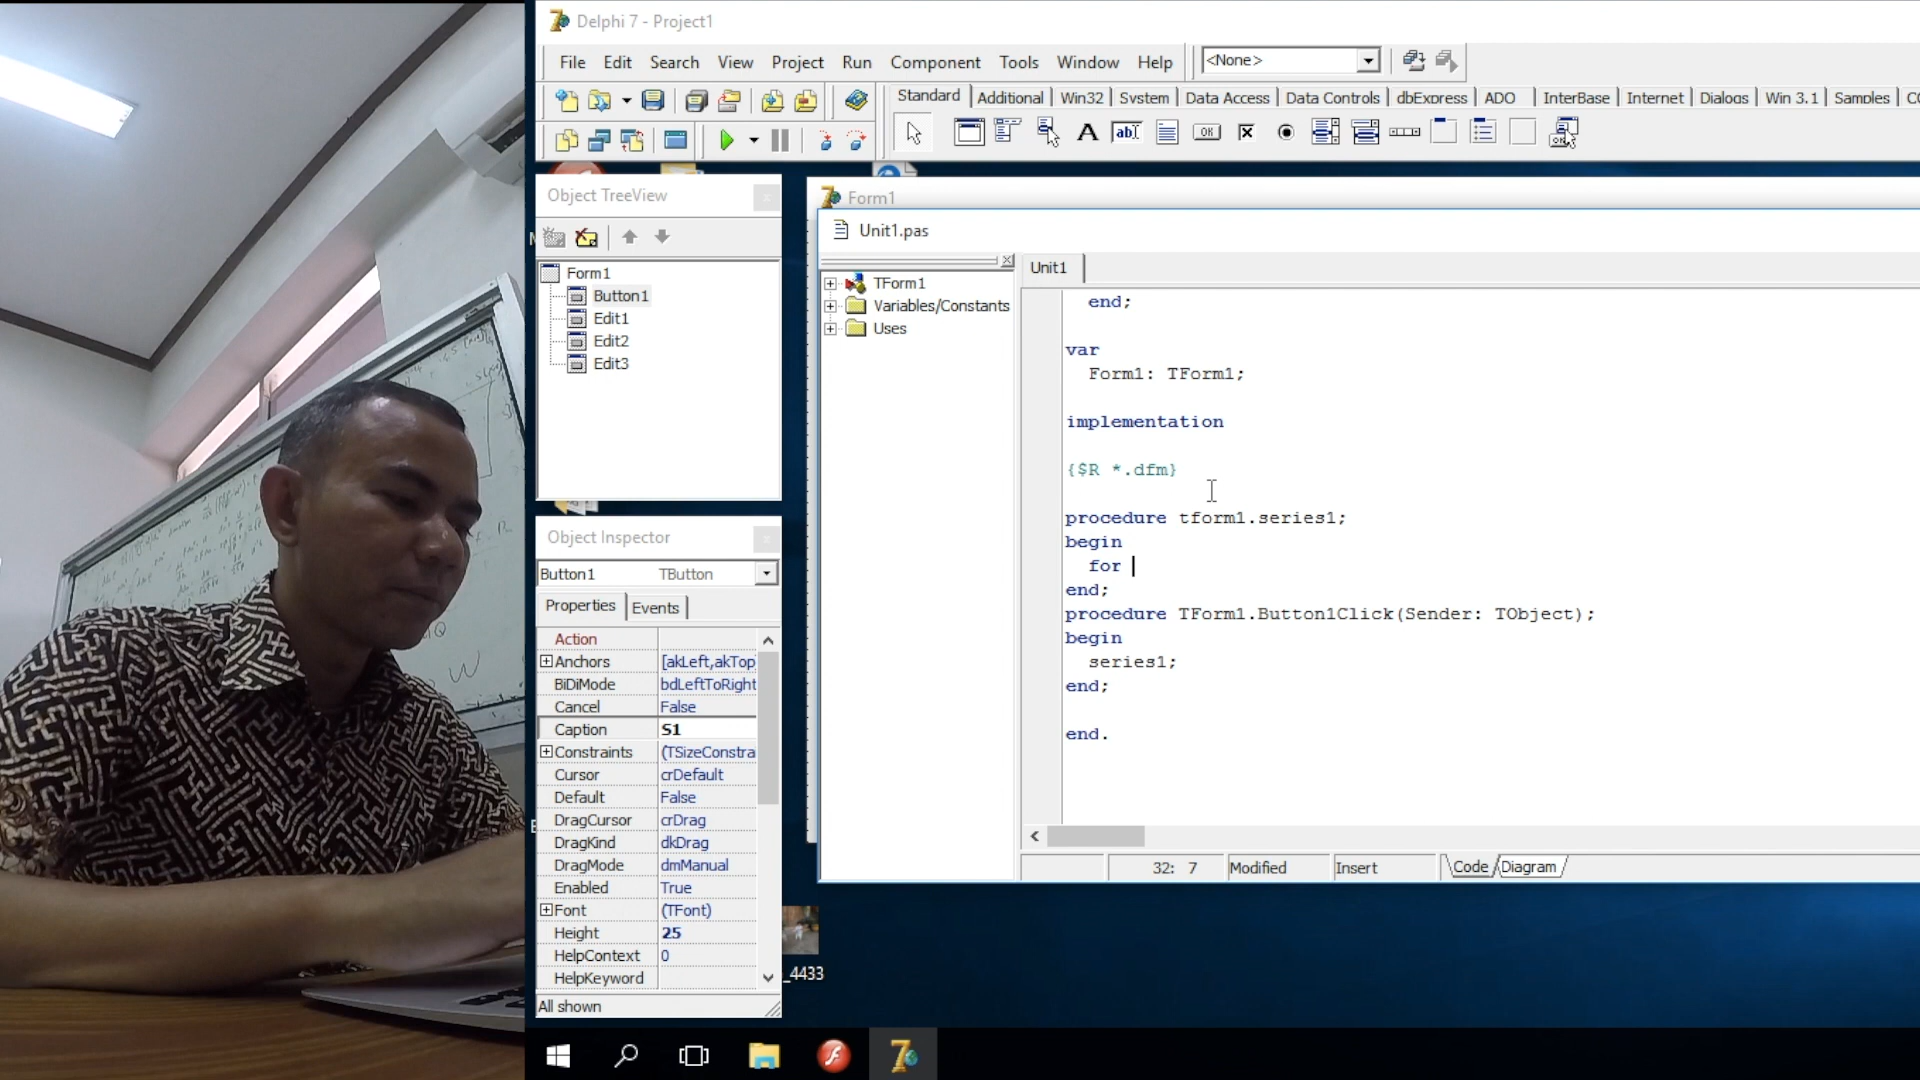 Delphi 7 - Project1
File Edit Search View Project Run Component Tools Window Help
<None>
Standard Additional Win32 System Data Access Data Controls dbExpress ADO InterBase Internet Dialogs Win 3.1 Samples
Object TreeView
Form1
Button1
Edit1
Edit2
Edit3
Object Inspector
Button1 TButton
Properties Events
Action
Anchors [akLeft,akTop
BiDiMode bdLeftToRight
Cancel False
Caption S1
Constraints (TSizeConstra
Cursor crDefault
Default False
DragCursor crDrag
DragKind dkDrag
DragMode dmManual
Enabled True
Font (TFont)
Height 25
HelpContext 0
HelpKeyword
All shown
Form1
Unit1.pas
TForm1
Variables/Constants
Uses
Unit1
end;
var
Form1: TForm1;
implementation
{$R *.dfm}
procedure tform1.series1;
begin
for
end;
procedure TForm1.Button1Click(Sender: TObject);
begin
series1;
end;
end.
32: 7 Modified Insert Code Diagram
_4433